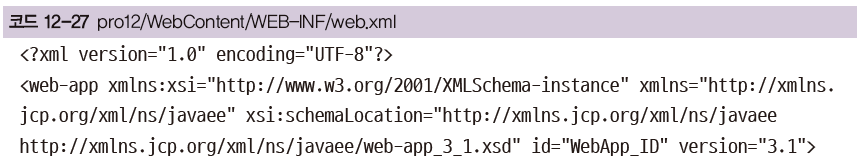 코드 12-27 pro12/WebContent/WEB-INF/web.xml
<?xml version="1.0" encoding="UTF-8"?>
<web-app xmlns:xsi="http://www.w3.org/2001/XMLSchema-instance" xmlns="http://xmlns.
jcp.org/xml/ns/javaee" xsi:schemaLocation="http://xmlns.jcp.org/xml/ns/javaee
http://xmlns.jcp.org/xml/ns/javaee/web-app_3_1.xsd" id="WebApp_ID" version="3.1">